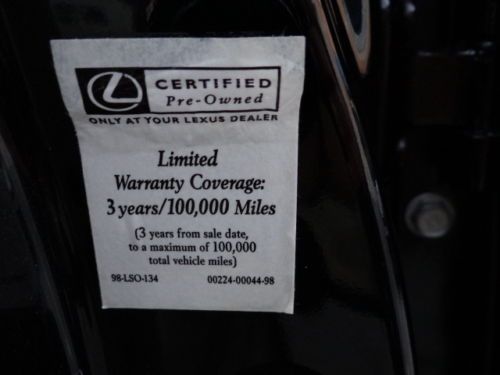 CERTIFIED
Pre-Owned
ONLY AT YOUR LEXUS DEALER
Limited
Warranty Coverage:
3 years/100,000 Miles
(3 years from sale date,
to a maximum of 100,000
total vehicle miles)
98-LSO-134 00224-00044-98